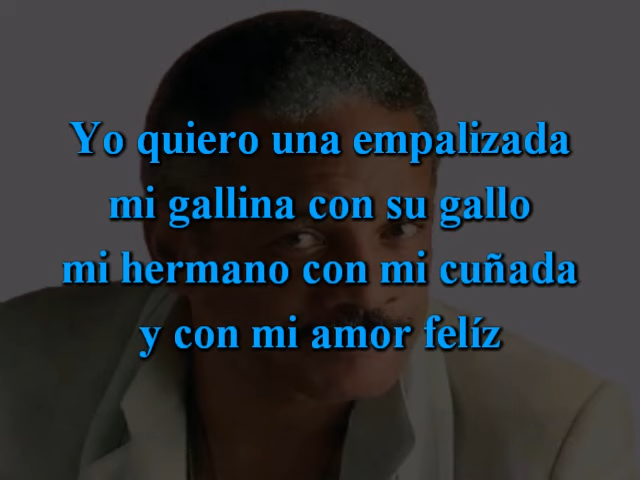 Yo quiero una empalizada
mi gallina con su gallo
mi hermano con mi cuñada
y con mi amor felíz